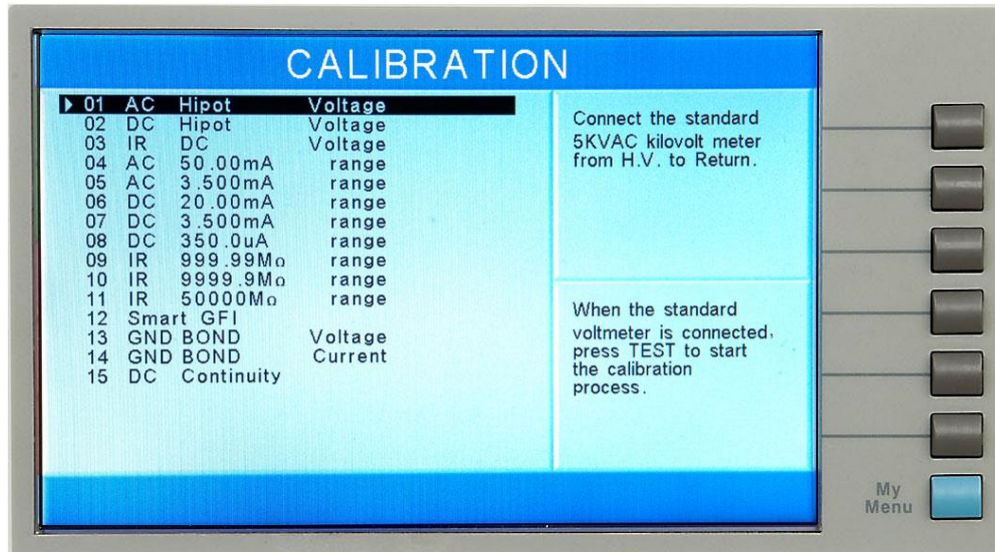 CALIBRATION
01 AC Hipot Voltage
02 DC Hipot Voltage
03 IR DC Voltage
04 AC 50.00mA range
05 AC 3.500mA range
06 DC 20.00mA range
07 DC 3.500mA range
08 DC 350.0uA range
09 IR 999.99MΩ range
10 IR 9999.9MΩ range
11 IR 50000MΩ range
12 Smart GFI
13 GND BOND Voltage
14 GND BOND Current
15 DC Continuity
Connect the standard
5KVAC kilovolt meter
from H.V. to Return.
When the standard
voltmeter is connected,
press TEST to start
the calibration
process.
My
Menu